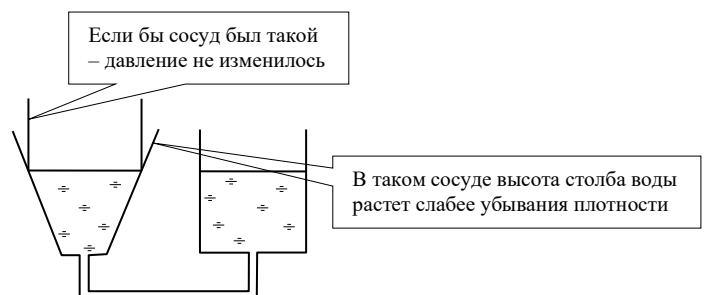 Если бы сосуд был такой
– давление не изменилось
В таком сосуде высота столба воды
растет слабее убывания плотности